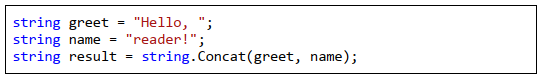 string greet = "Hello, ";
string name = "reader!";
string result = string.Concat(greet, name);